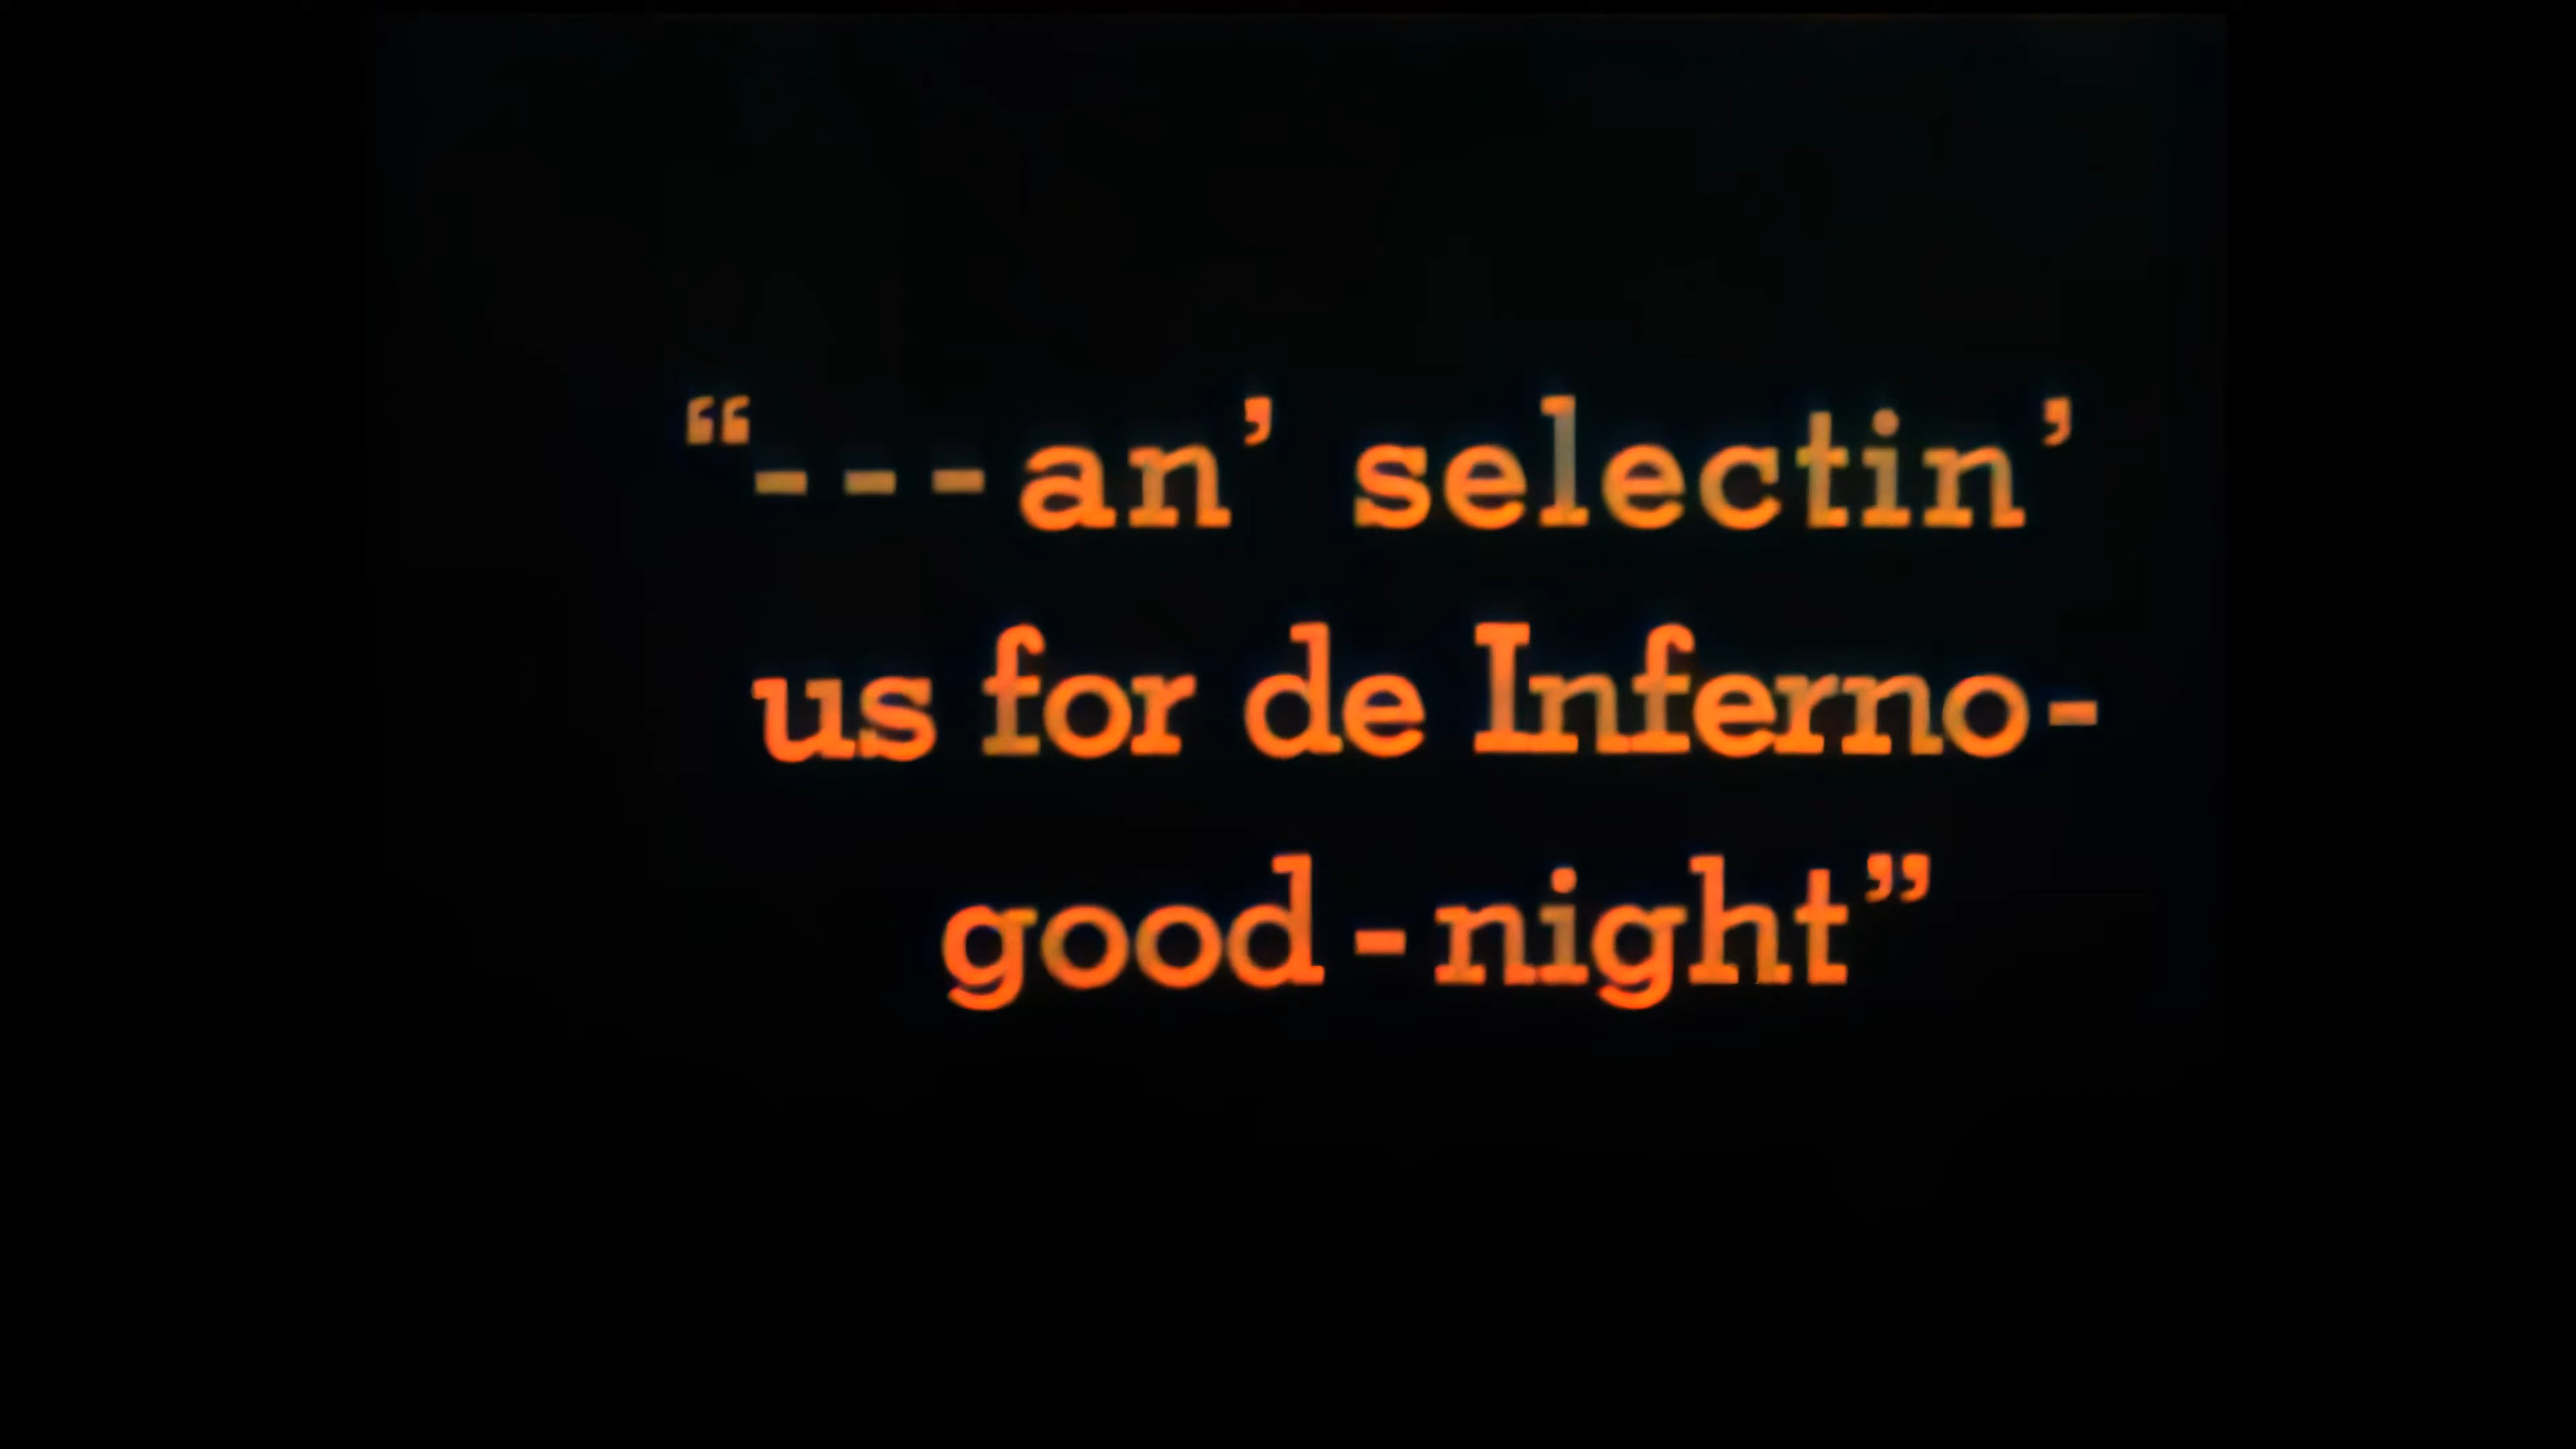 “---an’ selectin’
us for de Inferno-
good-night”